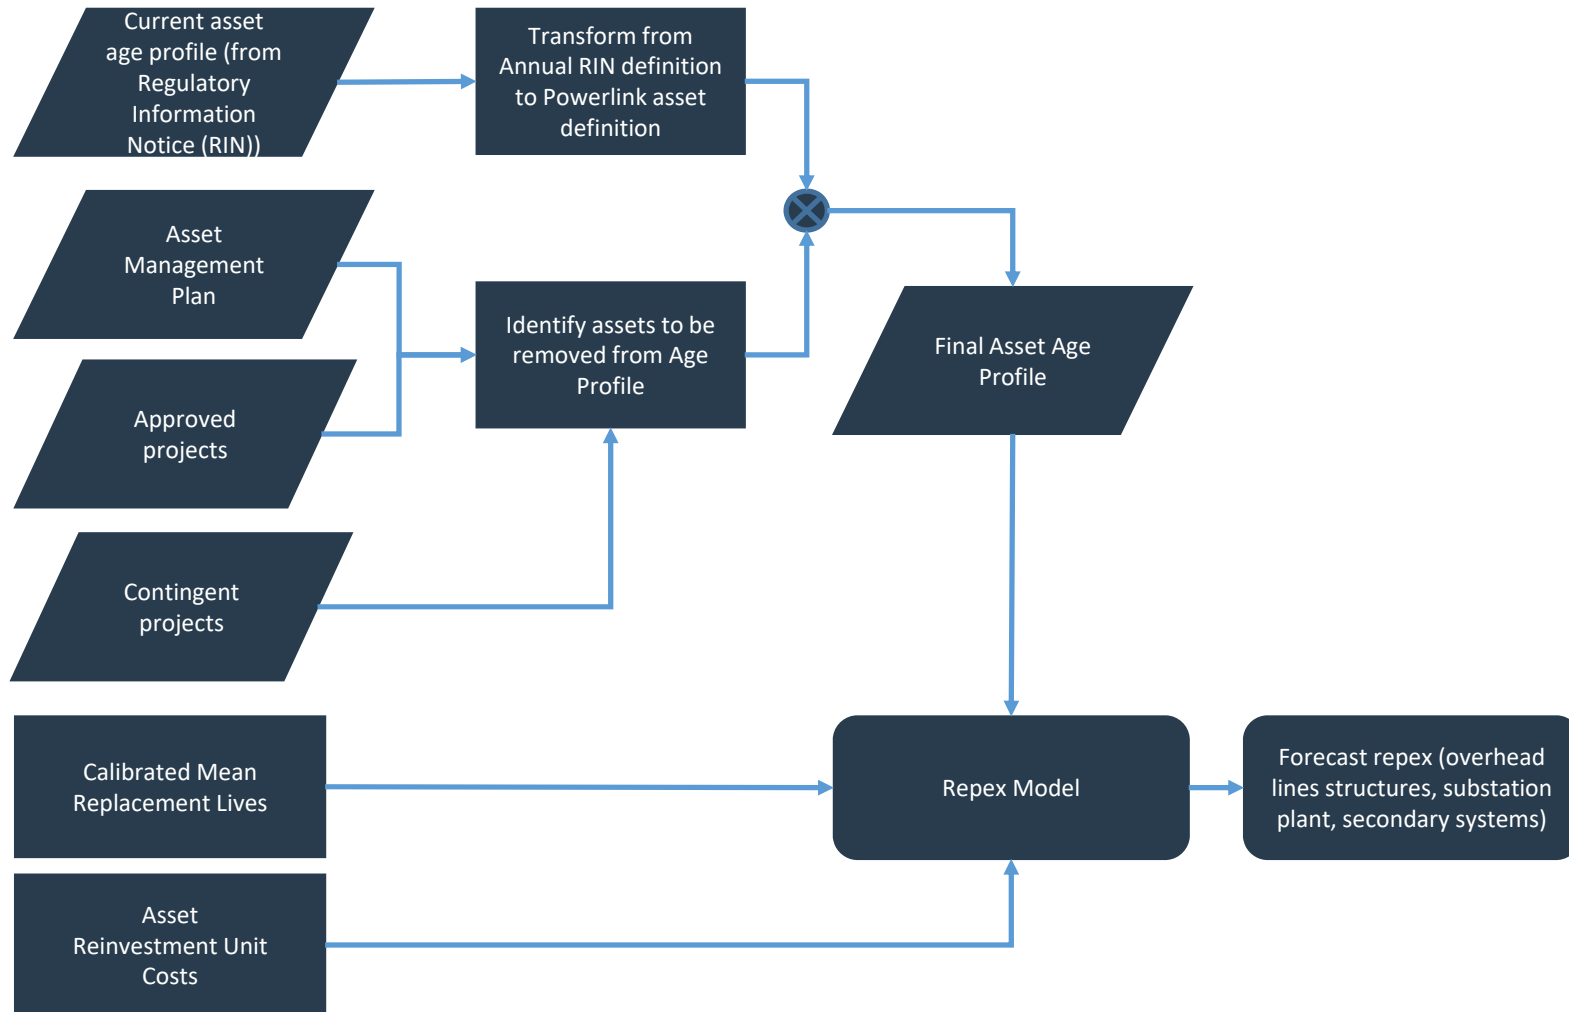 Current asset
age profile (from
Regulatory
Information
Notice (RIN))
Transform from
Annual RIN definition
to Powerlink asset
definition
Asset
Management
Plan
Identify assets to be
removed from Age
Profile
Final Asset Age
Profile
Approved
projects
Contingent
projects
Calibrated Mean
Replacement Lives
Repex Model
Forecast repex (overhead
lines structures, substation
plant, secondary systems)
Asset
Reinvestment Unit
Costs